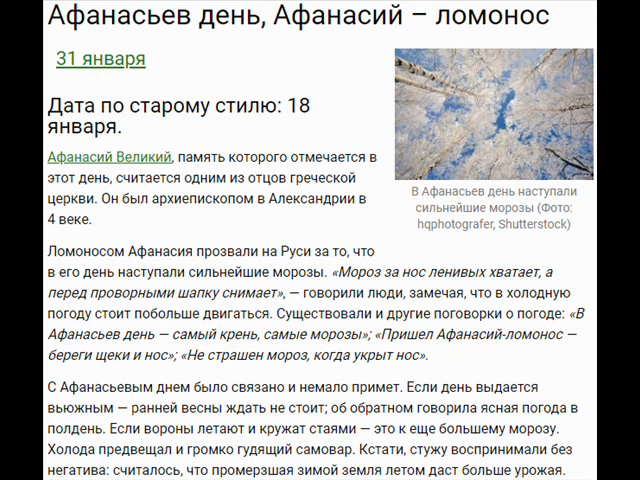 Афанасьев день, Афанасий – ломонос
31 января
Дата по старому стилю: 18
января.
Афанасий Великий, память которого отмечается в
этот день, считается одним из отцов греческой
церкви. Он был архиепископом в Александрии в
4 веке.
В Афанасьев день наступали
сильнейшие морозы (Фото:
hqphotografer, Shutterstock)
Ломоносом Афанасия прозвали на Руси за то, что
в его день наступали сильнейшие морозы. «Мороз за нос ленивых хватает, а
перед проворными шапку снимает», — говорили люди, замечая, что в холодную
погоду стоит побольше двигаться. Существовали и другие поговорки о погоде: «В
Афанасьев день — самый крень, самые морозы»; «Пришел Афанасий-ломонос —
береги щеки и нос»; «Не страшен мороз, когда укрыт нос».
С Афанасьевым днем было связано и немало примет. Если день выдается
вьюжным — ранней весны ждать не стоит; об обратном говорила ясная погода в
полдень. Если вороны летают и кружат стаями — это к еще большему морозу.
Холода предвещал и громко гудящий самовар. Кстати, стужу воспринимали без
негатива: считалось, что промерзшая зимой земля летом даст больше урожая.